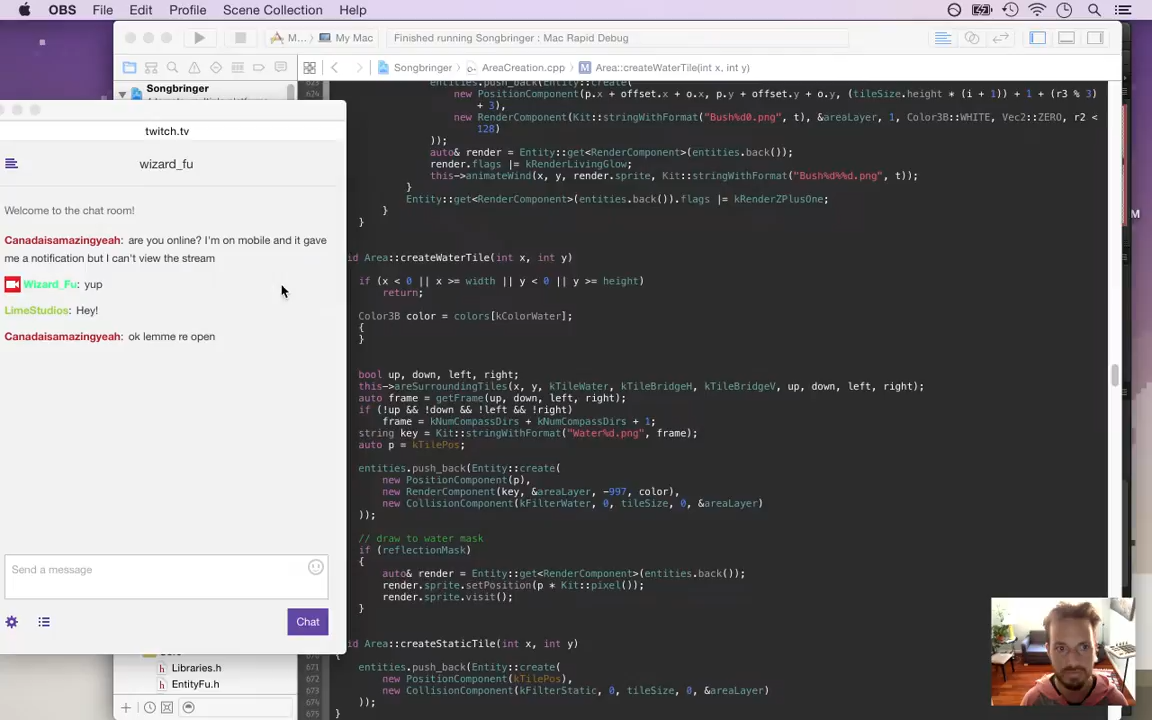 OBS File Edit Profile Scene Collection Help
M... My Mac
Finished running Songbringer : Mac Rapid Debug
Songbringer AreaCreation.cpp Area::createWaterTile(int x, int y)
Songbringer
twitch.tv
wizard_fu
Welcome to the chat room!
Canadaisamazingyeah: are you online? I'm on mobile and it gave
me a notification but I can't view the stream
Wizard_Fu: yup
LimeStudios: Hey!
Canadaisamazingyeah: ok lemme re open
Send a message
Chat
Libraries.h
EntityFu.h
entities.push_back(Entity::create(
new PositionComponent(p.x + offset.x + o.x, p.y + offset.y + o.y, (tileSize.height * (i + 1)) + 1 + (r3 % 3)
+ 3),
new RenderComponent(Kit::stringWithFormat("Bush%d0.png", t), &areaLayer, 1, Color3B::WHITE, Vec2::ZERO, r2 <
128)
));
auto& render = Entity::get<RenderComponent>(entities.back());
render.flags |= kRenderLivingGlow;
this->animateWind(x, y, render.sprite, Kit::stringWithFormat("Bush%d%%d.png", t));
}
Entity::get<RenderComponent>(entities.back()).flags |= kRenderZPlusOne;
}
}
id Area::createWaterTile(int x, int y)
if (x < 0 || x >= width || y < 0 || y >= height)
return;
Color3B color = colors[kColorWater];
{
}
bool up, down, left, right;
this->areSurroundingTiles(x, y, kTileWater, kTileBridgeH, kTileBridgeV, up, down, left, right);
auto frame = getFrame(up, down, left, right);
if (!up && !down && !left && !right)
frame = kNumCompassDirs + kNumCompassDirs + 1;
string key = Kit::stringWithFormat("Water%d.png", frame);
auto p = kTilePos;
entities.push_back(Entity::create(
new PositionComponent(p),
new RenderComponent(key, &areaLayer, -997, color),
new CollisionComponent(kFilterWater, 0, tileSize, 0, &areaLayer)
));
// draw to water mask
if (reflectionMask)
{
auto& render = Entity::get<RenderComponent>(entities.back());
render.sprite.setPosition(p * Kit::pixel());
render.sprite.visit();
}
id Area::createStaticTile(int x, int y)
{
671 entities.push_back(Entity::create(
672 new PositionComponent(kTilePos),
673 new CollisionComponent(kFilterStatic, 0, tileSize, 0, &areaLayer)
674 ));
675 }
M